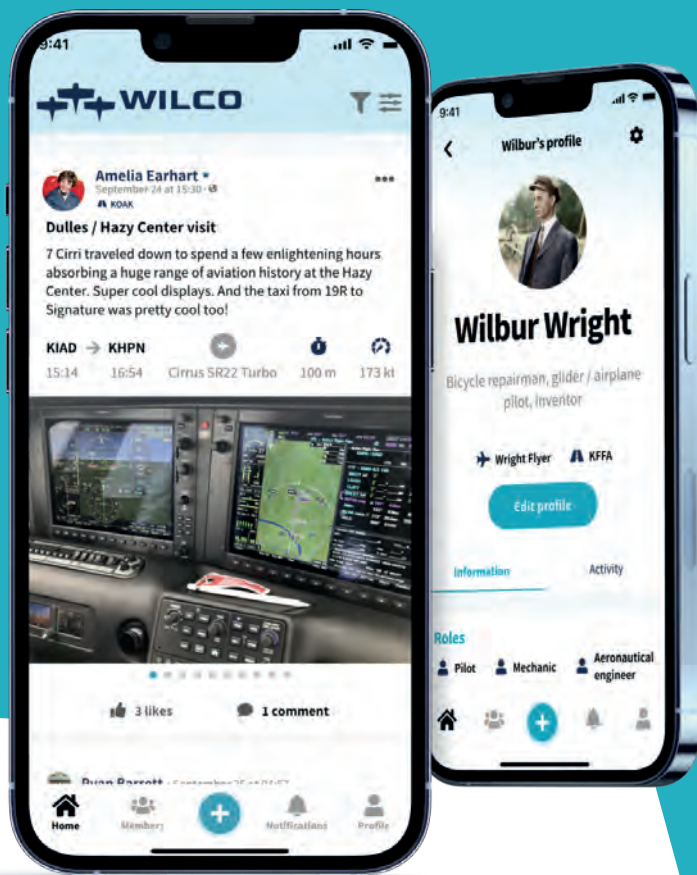 9:41
WILCO
Amelia Earhart
September 24 at 15:30
KOAK
Dulles / Hazy Center visit
7 Cirri traveled down to spend a few enlightening hours
absorbing a huge range of aviation history at the Hazy
Center. Super cool displays. And the taxi from 19R to
Signature was pretty cool too!
KIAD → KHPN
15:14 16:54 Cirrus SR22 Turbo 100 m 173 kt
3 likes 1 comment
Ryan Barrett
Home Members + Notifications Profile
9:41
Wilbur's profile
Wilbur Wright
Bicycle repairman, glider / airplane
pilot, inventor
Wright Flyer KFFA
Edit profile
Information Activity
Roles
Pilot Mechanic Aeronautical
engineer
+